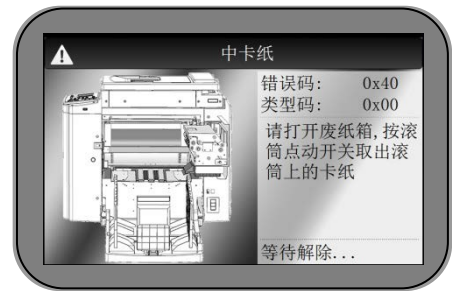 中卡纸
错误码: 0x40
类型码: 0x00
请打开废纸箱,按滚
筒点动开关取出滚
筒上的卡纸
等待解除...